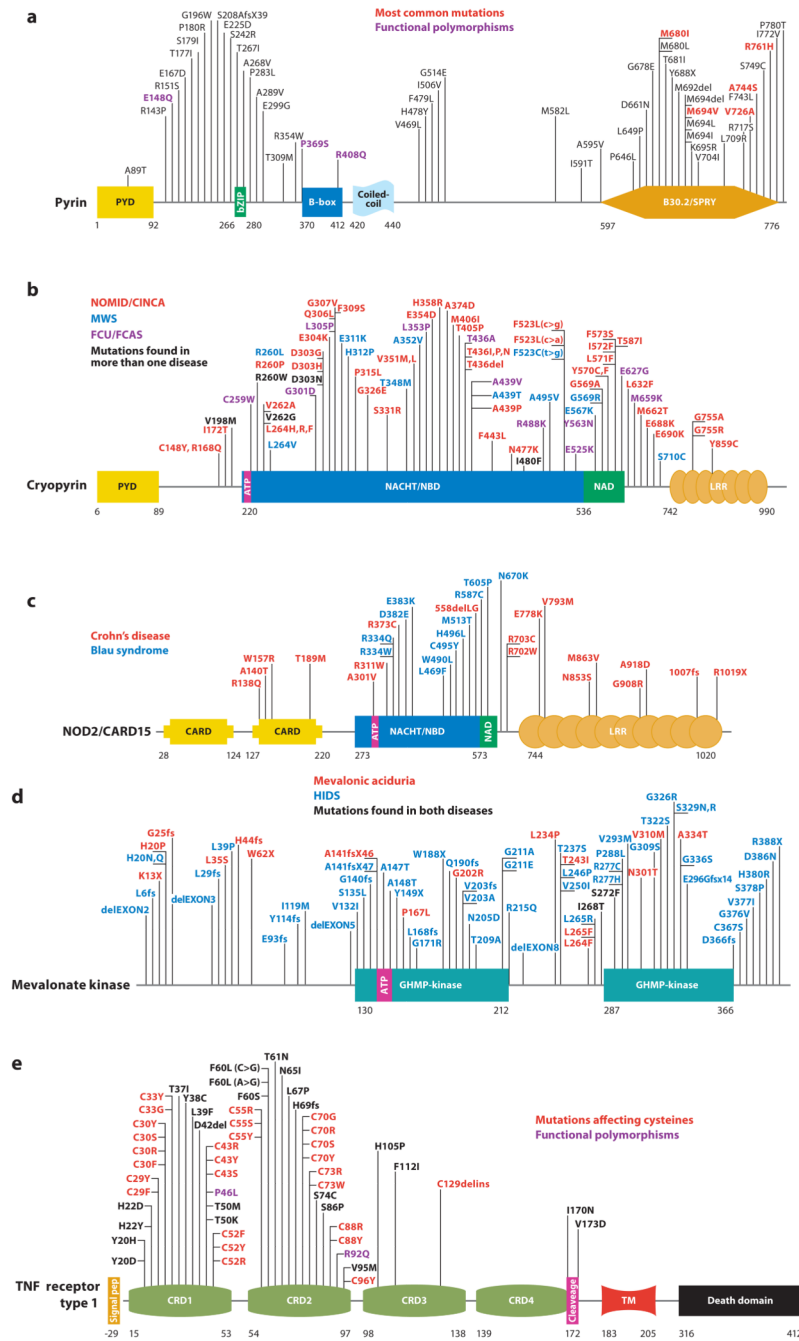 a
Most common mutations
Functional polymorphisms
G196W
S208AfsX39
P180R
E225D
S179I
S242R
T177I
T267I
E167D
A268V
R151S
P283L
E148Q
A289V
R143P
E299G
A89T
T309M
R354W
P369S
R408Q
G514E
I506V
F479L
H478Y
V469L
M582L
I591T
A595V
P646L
L649P
D661N
G678E
M680I
M680L
T681I
Y688X
M692del
M694del
M694V
M694L
M694I
K695R
V704I
L709R
R717S
V726A
F743L
A744S
S749C
R761H
I772V
P780T
Pyrin
PYD
bZIP
B-box
Coiled-
coil
B30.2/SPRY
1
92
266
280
370
412
420
440
597
776
b
NOMID/CINCA
MWS
FCU/FCAS
Mutations found in
more than one disease
C148Y, R168Q
I172T
V198M
C259W
R260L
R260P
R260W
V262A
V262G
L264H,R,F
L264V
G301D
D303G
D303H
D303N
E304K
L305P
Q306L
G307V
F309S
E311K
H312P
P315L
G326E
S331R
T348M
V351M,L
A352V
L353P
E354D
H358R
A374D
M406I
T405P
T436A
T436I,P,N
T436del
A439V
A439T
A439P
F443L
N477K
I480F
R488K
A495V
F523L(c>g)
F523L(c>a)
F523C(t>g)
E525K
Y563N
E567K
G569R
G569A
Y570C,F
L571F
I572F
F573S
T587I
E627G
L632F
M659K
M662T
E688K
E690K
S710C
G755A
G755R
Y859C
Cryopyrin
PYD
ATP
NACHT/NBD
NAD
LRR
6
89
220
536
742
990
c
Crohn's disease
Blau syndrome
R138Q
A140T
W157R
T189M
A301V
R311W
R334W
R334Q
R373C
D382E
E383K
L469F
W490L
C495Y
H496L
M513T
558delLG
R587C
T605P
N670K
R703C
R702W
E778K
V793M
N853S
M863V
G908R
A918D
1007fs
R1019X
NOD2/CARD15
CARD
CARD
ATP
NACHT/NBD
NAD
LRR
28
124
127
220
273
573
744
1020
d
Mevalonic aciduria
HIDS
Mutations found in both diseases
delEXON2
L6fs
K13X
H20N,Q
H20P
G25fs
delEXON3
L29fs
L35S
L39P
H44fs
W62X
E93fs
Y114fs
I119M
delEXON5
V132I
S135L
G140fs
A141fsX47
A141fsX46
A147T
A148T
Y149X
P167L
L168fs
G171R
W188X
Q190fs
G202R
V203fs
V203A
N205D
T209A
G211A
G211E
R215Q
delEXON8
L234P
T237S
T243I
L246P
V250I
L264F
L265F
L265R
I268T
S272F
R277H
R277C
P288L
V293M
E296Gfsx14
N301T
G309S
V310M
T322S
G326R
S329N,R
A334T
G336S
D366fs
C367S
G376V
V377I
S378P
H380R
D386N
R388X
Mevalonate kinase
ATP
GHMP-kinase
GHMP-kinase
130
212
287
366
e
Mutations affecting cysteines
Functional polymorphisms
Y20D
Y20H
H22Y
H22D
C29F
C29Y
C30F
C30R
C30S
C30Y
C33G
C33Y
T37I
Y38C
L39F
D42del
C43R
C43Y
C43S
P46L
T50M
T50K
C52F
C52Y
C52R
C55Y
C55S
C55R
F60S
F60L (A>G)
F60L (C>G)
T61N
N65I
L67P
H69fs
C70G
C70R
C70S
C70Y
C73R
C73W
S74C
S86P
C88R
C88Y
R92Q
V95M
C96Y
H105P
F112I
C129delins
I170N
V173D
TNF receptor
type 1
Signal pep
CRD1
CRD2
CRD3
CRD4
Cleavage
TM
Death domain
-29
15
53
54
97
98
138
139
172
183
205
316
412